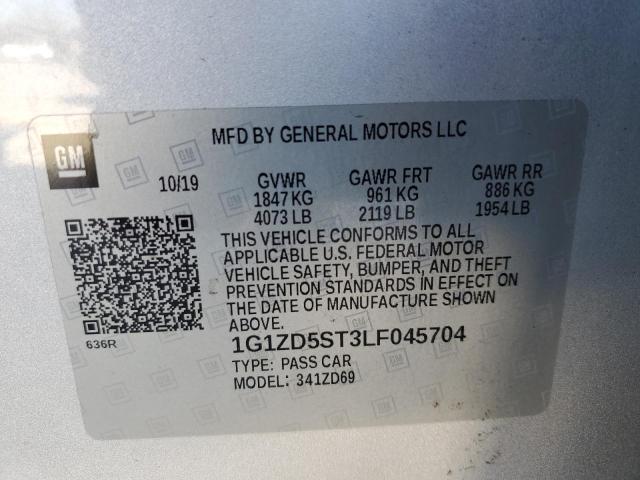 GM
MFD BY GENERAL MOTORS LLC
10/19 GVWR GAWR FRT GAWR RR
1847 KG 961 KG 886 KG
4073 LB 2119 LB 1954 LB
THIS VEHICLE CONFORMS TO ALL
APPLICABLE U.S. FEDERAL MOTOR
VEHICLE SAFETY, BUMPER, AND THEFT
PREVENTION STANDARDS IN EFFECT ON
THE DATE OF MANUFACTURE SHOWN
ABOVE.
636R
1G1ZD5ST3LF045704
TYPE: PASS CAR
MODEL: 341ZD69